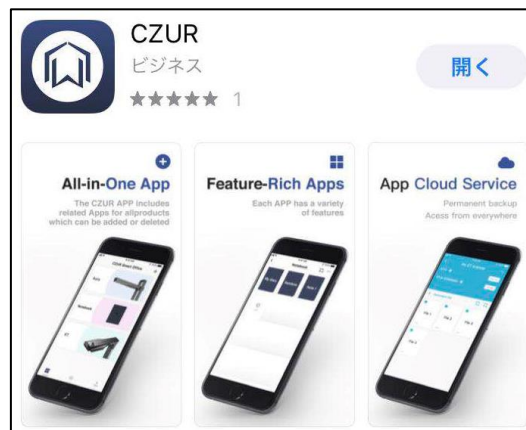 CZUR
ビジネス
開く
★★★★★ 1
All-in-One App
The CZUR APP includes
related Apps for allproducts
which can be added or deleted
Feature-Rich Apps
Each APP has a variety
of features
App Cloud Service
Permanent backup
Acess from everywhere